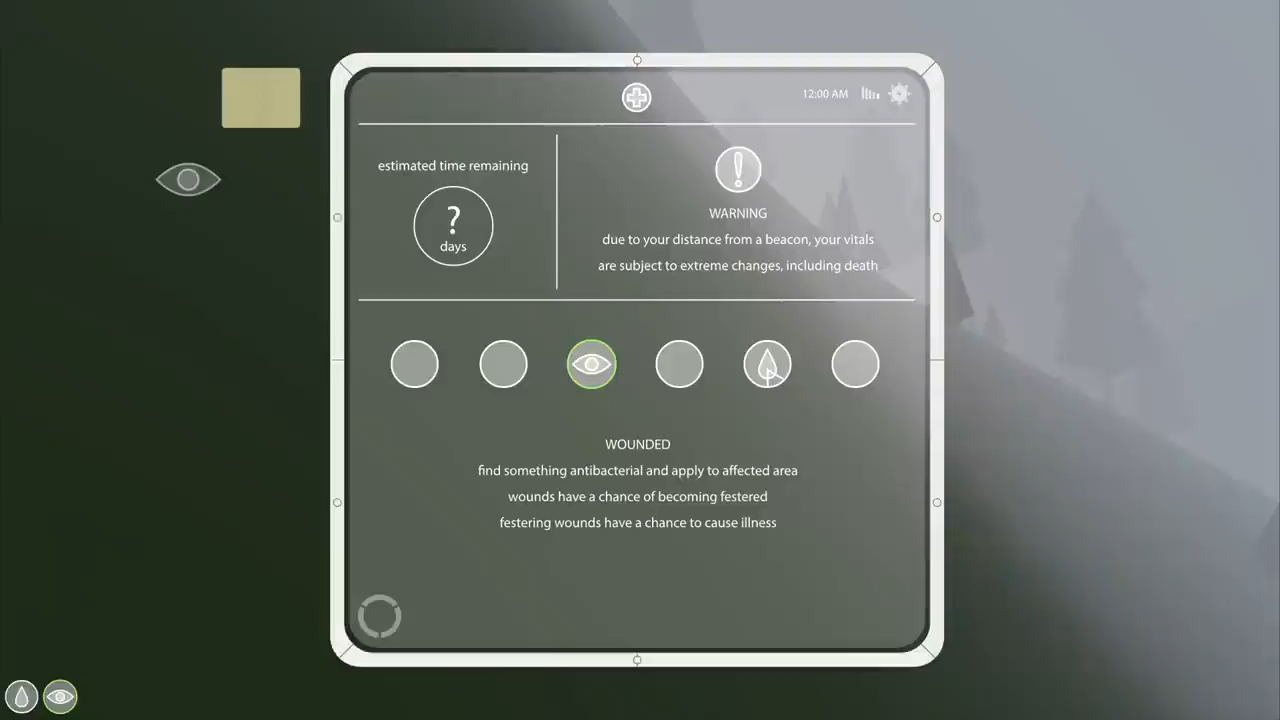 12:00 AM
estimated time remaining
?
days
!
WARNING
due to your distance from a beacon, your vitals
are subject to extreme changes, including death
WOUNDED
find something antibacterial and apply to affected area
wounds have a chance of becoming festered
festering wounds have a chance to cause illness